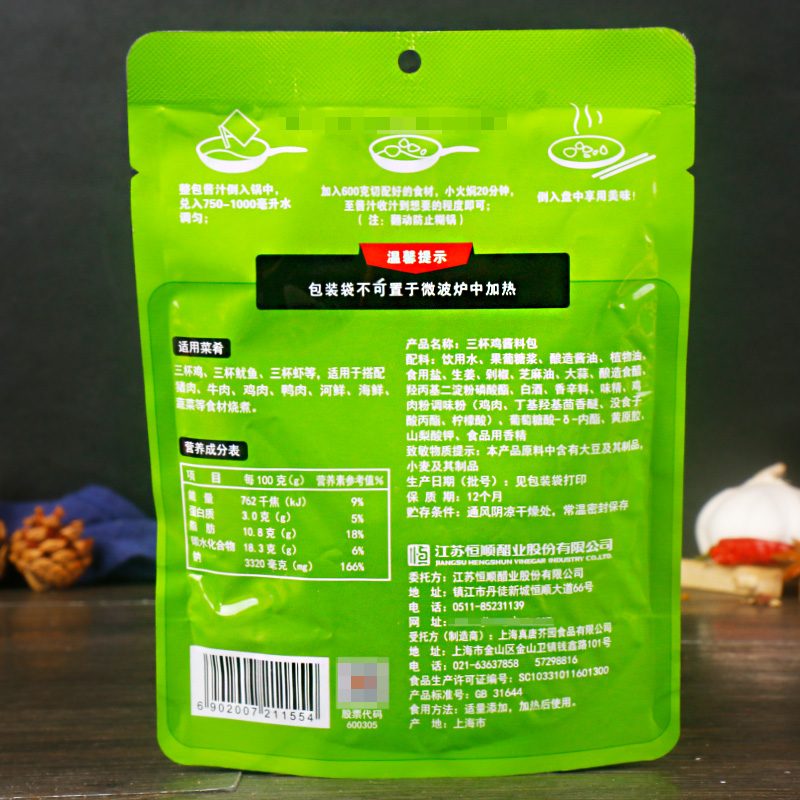 整包酱汁倒入锅中,
兑入750-1000毫升水
调匀;
加入600克切配好的食材,小火焖20分钟,
至酱汁收汁到想要的程度即可;
(注:翻动防止糊锅)
倒入盘中享用美味!
温馨提示
包装袋不可置于微波炉中加热
适用菜肴
三杯鸡、三杯鱿鱼、三杯虾等,适用于搭配
猪肉、牛肉、鸡肉、鸭肉、河鲜、海鲜、
蔬菜等食材烧煮。
营养成分表
项 目 每100克(g) 营养素参考值%
能量 762千焦(kJ) 9%
蛋白质 3.0克(g) 5%
脂肪 10.8克(g) 18%
碳水化合物 18.3克(g) 6%
钠 3320毫克(mg) 166%
6 902007 211554
股票代码
600305
产品名称:三杯鸡酱料包
配料:饮用水、果葡糖浆、酿造酱油、植物油、
食用盐、生姜、剁椒、芝麻油、大蒜、酿造食醋、
羟丙基二淀粉磷酸酯、白酒、香辛料、味精、鸡
肉粉调味粉(鸡肉、丁基羟基茴香醚、没食子
酸丙酯、柠檬酸)、葡萄糖酸-δ-内酯、黄原胶、
山梨酸钾、食品用香精
致敏物质提示:本产品原料中含有大豆及其制品,
小麦及其制品
生产日期(批号):见包装袋打印
保 质 期:12个月
贮存条件:通风阴凉干燥处,常温密封保存
江苏恒顺醋业股份有限公司
JIANGSU HENGSHUN VINEGAR INDUSTRY CO.,LTD.
委托方:江苏恒顺醋业股份有限公司
地 址:镇江市丹徒新城恒顺大道66号
电 话:0511-85231139
网 址:
受托方(制造商):上海真唐芥园食品有限公司
地 址:上海市金山区金山卫镇钱鑫路101号
电 话:021-63637858 57298816
食品生产许可证编号:SC10331011601300
产品标准号:GB 31644
食用方法:适量添加,加热后使用。
产 地:上海市